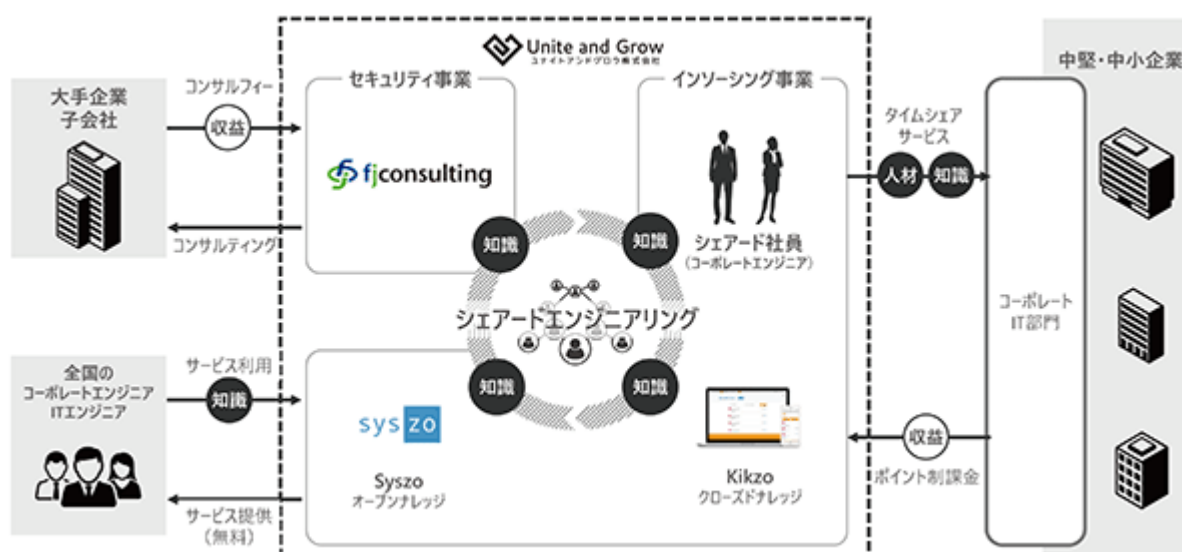 Unite and Grow
ユナイトアンドグロウ株式会社
大手企業
子会社
コンサルフィー
収益
コンサルティング
セキュリティ事業
fjconsulting
インソーシング事業
シェアード社員
(コーポレートエンジニア)
知識
知識
シェアードエンジニアリング
知識
知識
全国の
コーポレートエンジニア
ITエンジニア
サービス利用
知識
サービス提供
(無料)
syszo
Syszo
オープンナレッジ
Kikzo
クローズドナレッジ
タイムシェア
サービス
人材
知識
収益
ポイント制課金
コーポレート
IT部門
中堅・中小企業